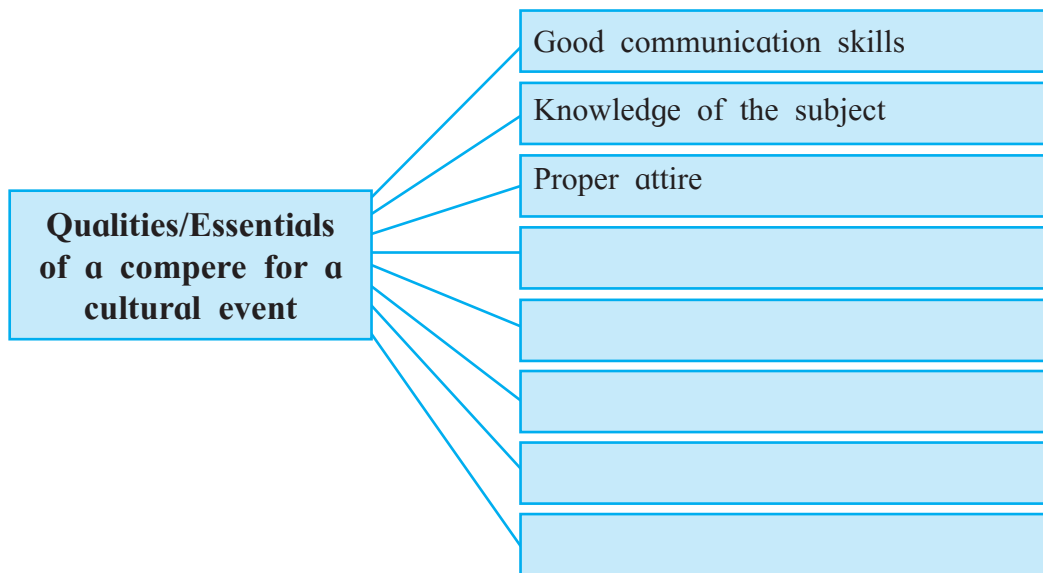 Good communication skills
Knowledge of the subject
Proper attire
Qualities/Essentials
of a compere for a
cultural event